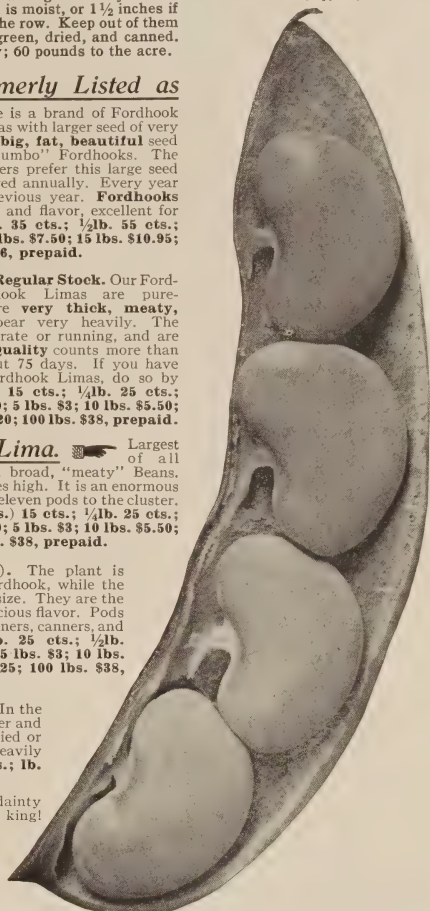 is moist, or 1½ inches if
he row. Keep out of them
green, dried, and canned.
; 60 pounds to the acre.
merly Listed as
e is a brand of Fordhook
as with larger seed of very
big, fat, beautiful seed
umbo" Fordhooks. The
ers prefer this large seed
ed annually. Every year
evious year. Fordhooks
and flavor, excellent for
. 35 cts.; ½lb. 55 cts.;
lbs. $7.50; 15 lbs. $10.95;
6, prepaid.
Regular Stock. Our Ford-
ook Limas are pure-
re very thick, meaty,
bear very heavily. The
rate or running, and are
Quality counts more than
ut 75 days. If you have
rdhook Limas, do so by
15 cts.; ¼lb. 25 cts.;
; 5 lbs. $3; 10 lbs. $5.50;
20; 100 lbs. $38, prepaid.
Lima. Largest
of all
broad, "meaty" Beans.
es high. It is an enormous
eleven pods to the cluster.
s.) 15 cts.; ¼lb. 25 cts.;
; 5 lbs. $3; 10 lbs. $5.50;
. $38, prepaid.
). The plant is
rdhook, while the
size. They are the
cious flavor. Pods
ners, canners, and
. 25 cts.; ½lb.
5 lbs. $3; 10 lbs.
25; 100 lbs. $38,
In the
er and
ied or
eavily
s.; lb.
dainty
king!